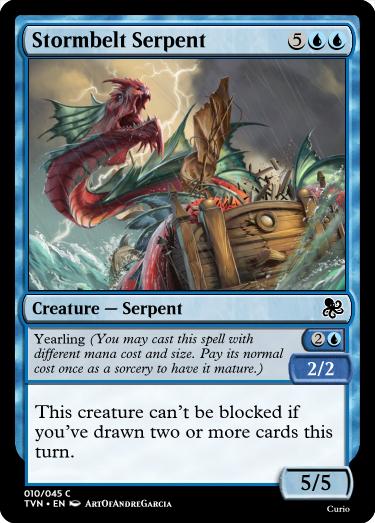 Stormbelt Serpent 5
Creature — Serpent
Yearling (You may cast this spell with 2
different mana cost and size. Pay its normal
cost once as a sorcery to have it mature.) 2/2
This creature can't be blocked if
you've drawn two or more cards this
turn.
5/5
010/045 C
TVN • EN ArtOfAndreGarcia
Curio